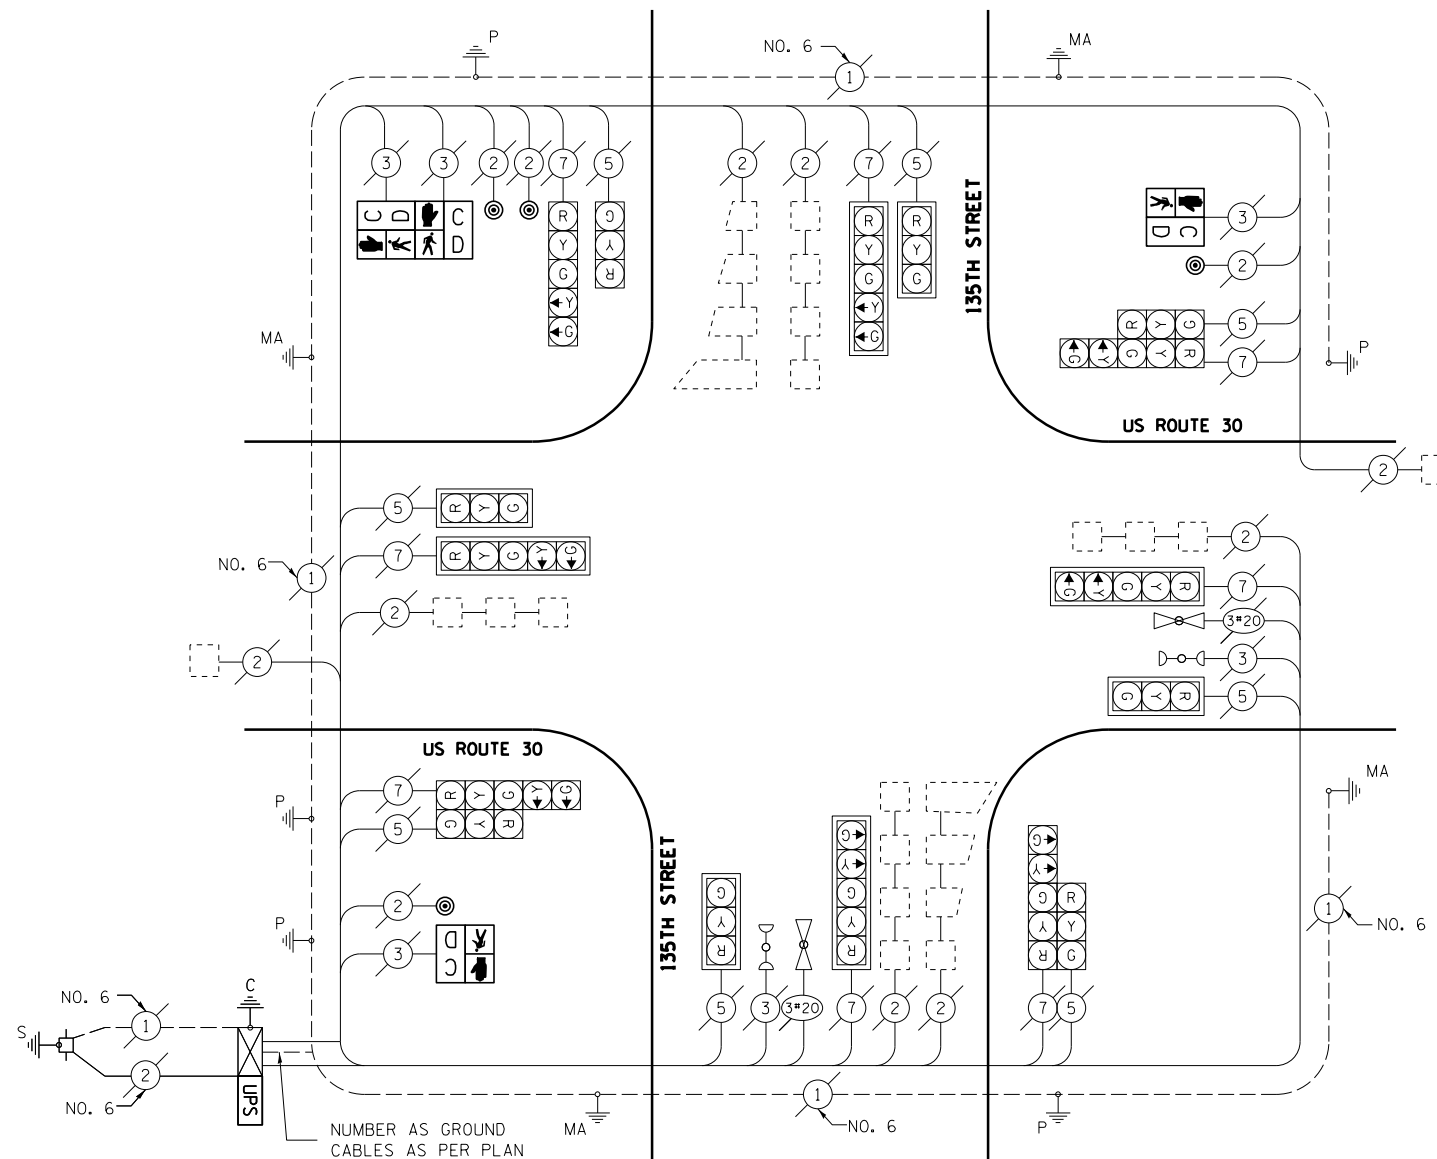 P
NO. 6
1
MA
3
3
2
2
7
5
2
2
7
5
C
D
C
D
R
Y
G
Y
G
G
Y
R
R
Y
G
Y
G
R
Y
G
135TH STREET
3
C
D
2
R Y G
5
G Y G Y R
7
MA
P
US ROUTE 30
2
5
R Y G
7
R Y G Y G
NO. 6
1
2
2
2
G Y G Y R
7
3#20
3
G Y R
5
US ROUTE 30
7
R Y G Y G
5
G Y R
P
MA
2
3
D
C
P
135TH STREET
G
Y
R
G
Y
G
Y
R
G
Y
G
Y
R
R
Y
G
1
NO. 6
5
3
3#20
7
2
2
7
5
NO. 6
1
C
S
2
NO. 6
UPS
MA
1
NO. 6
P
NUMBER AS GROUND
CABLES AS PER PLAN